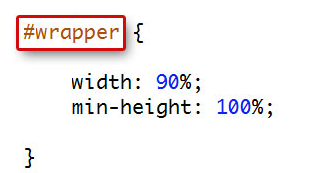 #wrapper {
width: 90%;
min-height: 100%;
}